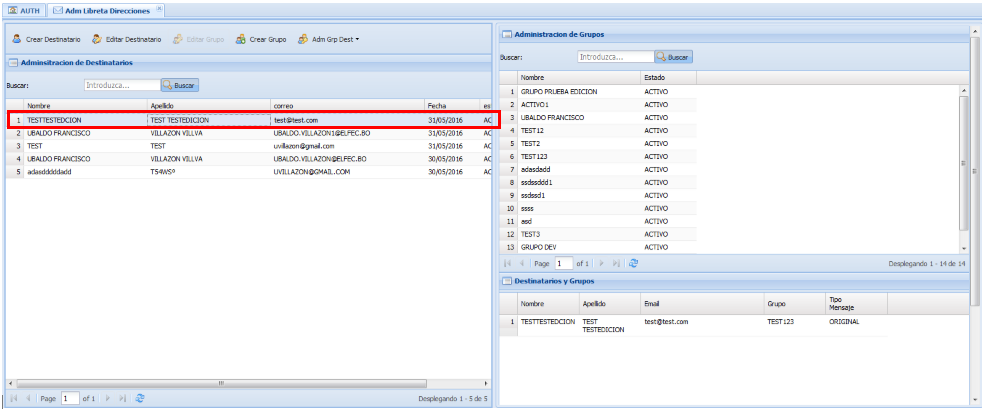 AUTH Adm Libreta Direcciones
Crear Destinatario Editar Destinatario Editar Grupo Crear Grupo Adm Grp Dest
Adminsitracion de Destinatarios
Buscar: Introduzca... Buscar
Nombre Apellido correo Fecha es
1 TESTTESTEDCION TEST TESTEDICION test@test.com 31/05/2016 AC
2 UBALDO FRANCISCO VILLAZON VILLVA UBALDO.VILLAZON1@ELFEC.BO 31/05/2016 AC
3 TEST TEST uvillazon@gmail.com 31/05/2016 AC
4 UBALDO FRANCISCO VILLAZON VILLVA UBALDO.VILLAZON@ELFEC.BO 30/05/2016 AC
5 adasdddddadd T54WSº UVILLAZON@GMAIL.COM 30/05/2016 AC
Page 1 of 1 Desplegando 1 - 5 de 5
Administracion de Grupos
Buscar: Introduzca... Buscar
Nombre Estado
1 GRUPO PRUEBA EDICION ACTIVO
2 ACTIVO1 ACTIVO
3 UBALDO FRANCISCO ACTIVO
4 TEST12 ACTIVO
5 TEST2 ACTIVO
6 TEST123 ACTIVO
7 adasdadd ACTIVO
8 ssdssddd1 ACTIVO
9 ssdssd1 ACTIVO
10 ssss ACTIVO
11 asd ACTIVO
12 TEST3 ACTIVO
13 GRUPO DEV ACTIVO
Page 1 of 1 Desplegando 1 - 14 de 14
Destinatarios y Grupos
Nombre Apellido Email Grupo Tipo Mensaje
1 TESTTESTEDCION TEST TESTEDICION test@test.com TEST123 ORIGINAL